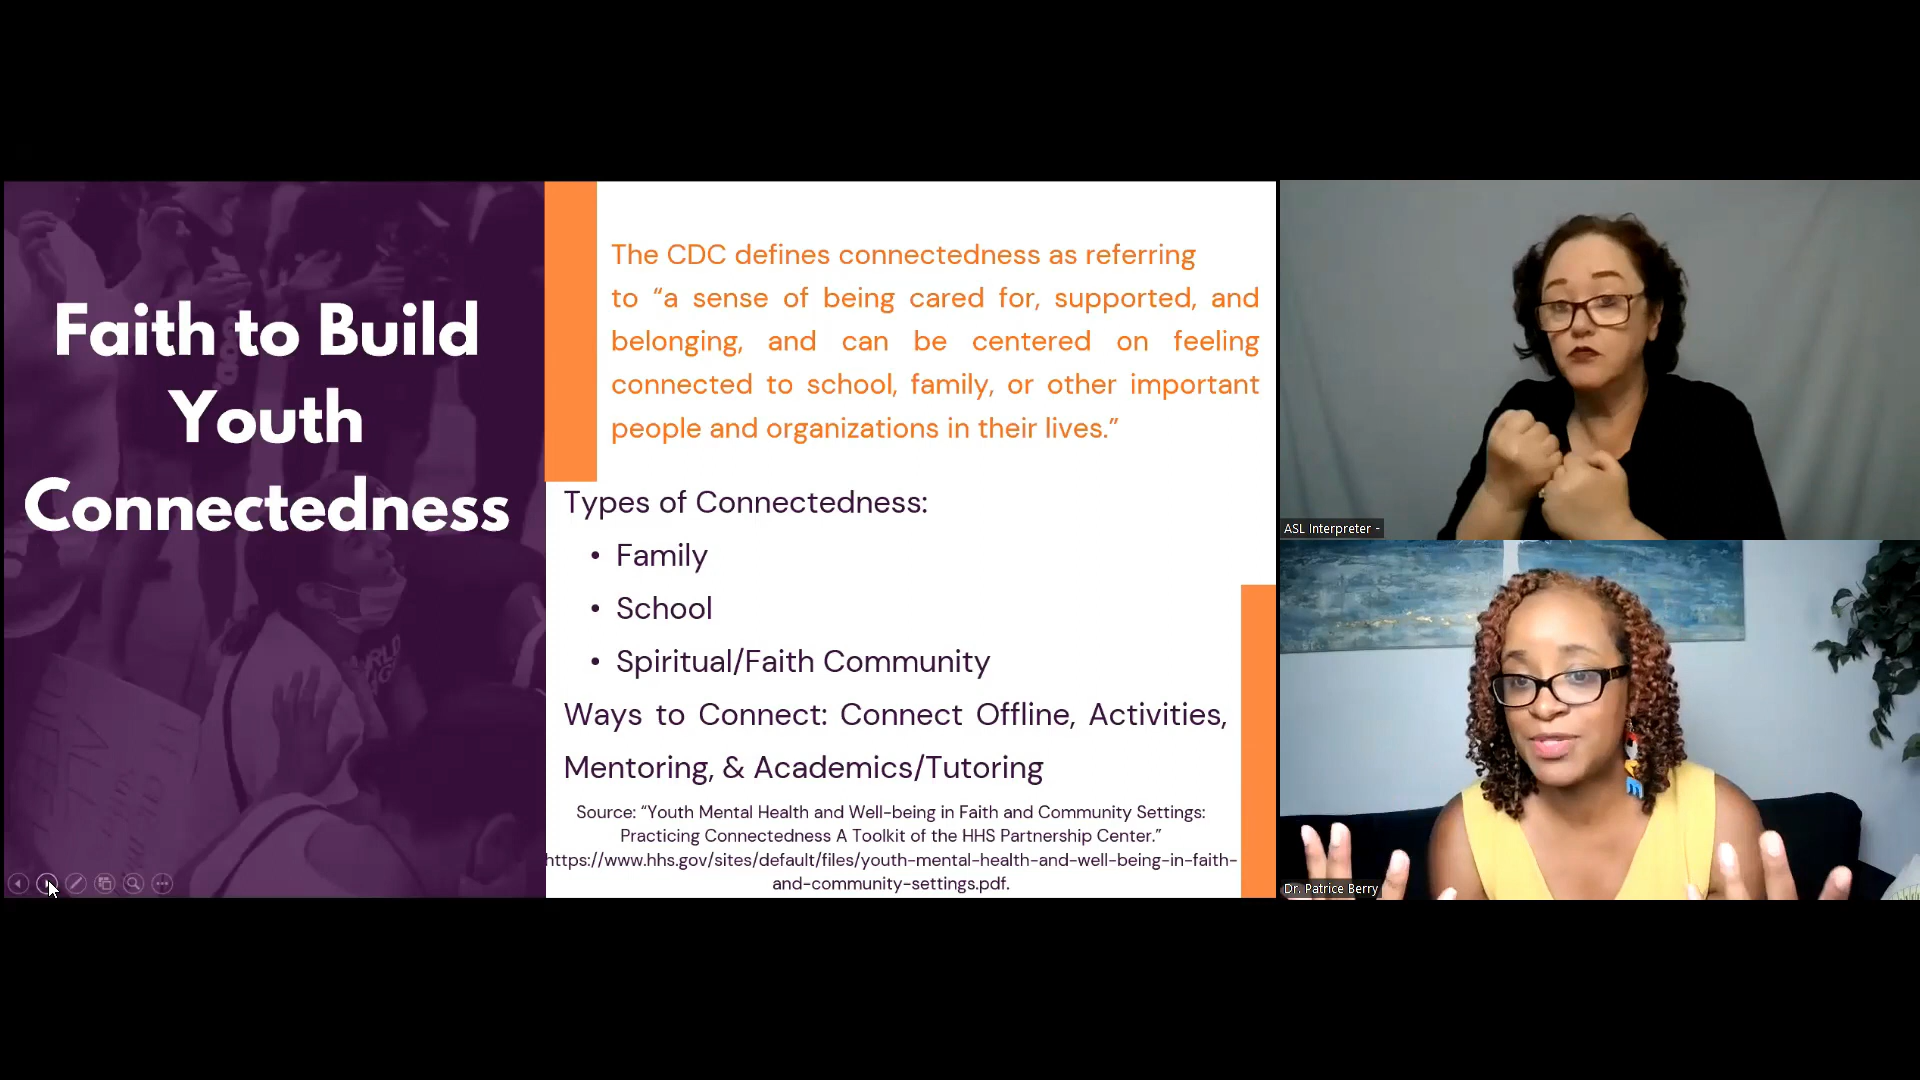 Faith to Build
Youth
Connectedness
The CDC defines connectedness as referring
to “a sense of being cared for, supported, and
belonging, and can be centered on feeling
connected to school, family, or other important
people and organizations in their lives.”
Types of Connectedness:
• Family
• School
• Spiritual/Faith Community
Ways to Connect: Connect Offline, Activities,
Mentoring, & Academics/Tutoring
Source: “Youth Mental Health and Well-being in Faith and Community Settings:
Practicing Connectedness A Toolkit of the HHS Partnership Center.”
https://www.hhs.gov/sites/default/files/youth-mental-health-and-well-being-in-faith-
and-community-settings.pdf.
ASL Interpreter -
Dr. Patrice Berry